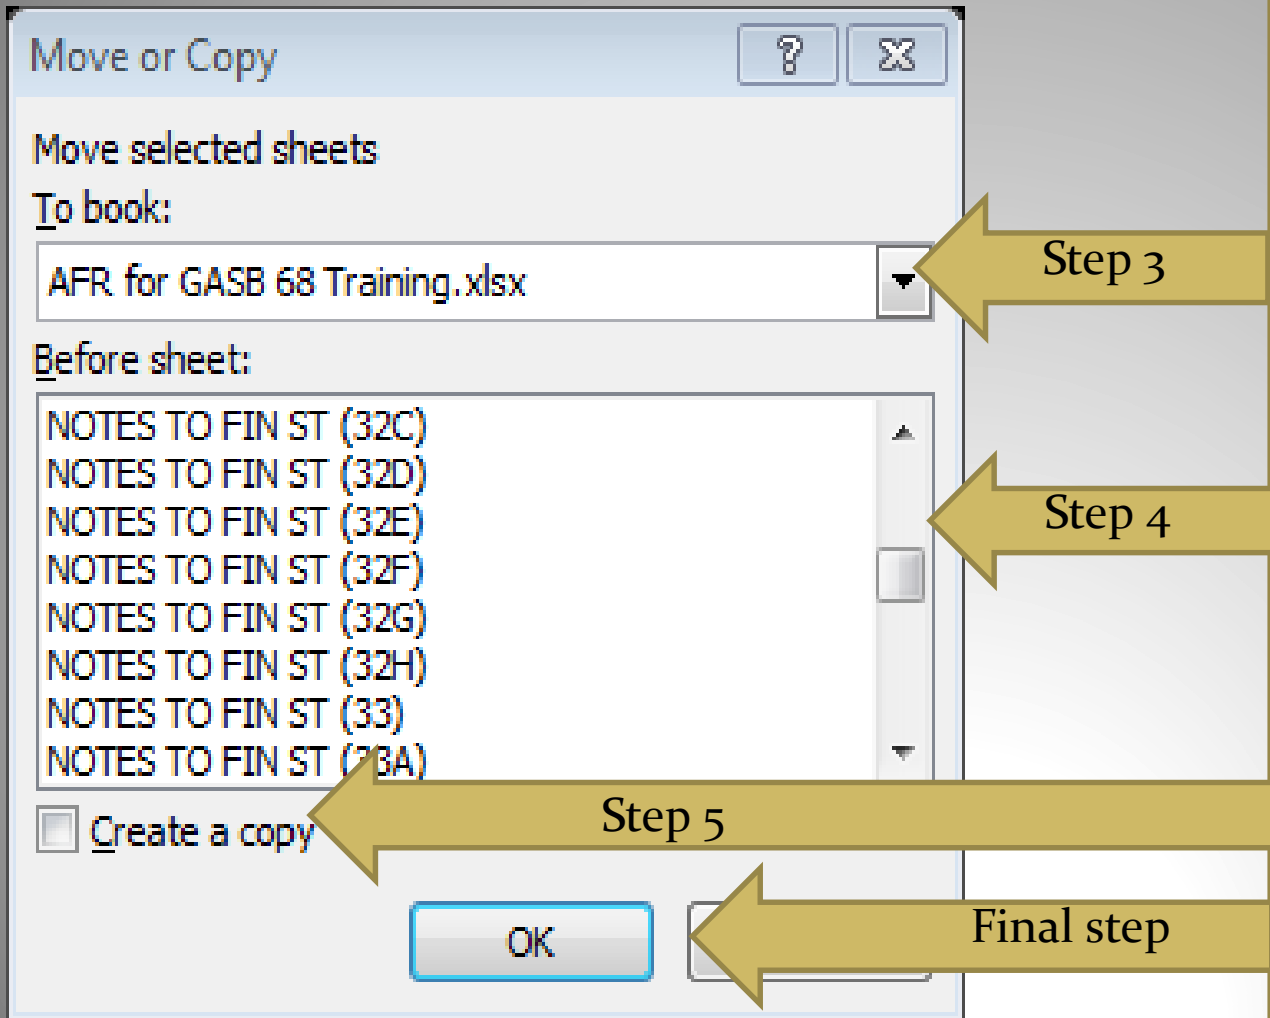 Move or Copy
Move selected sheets
To book:
AFR for GASB 68 Training.xlsx
Step 3
Before sheet:
NOTES TO FIN ST (32C)
NOTES TO FIN ST (32D)
NOTES TO FIN ST (32E)
NOTES TO FIN ST (32F)
NOTES TO FIN ST (32G)
NOTES TO FIN ST (32H)
NOTES TO FIN ST (33)
NOTES TO FIN ST (33A)
Step 4
Create a copy
Step 5
OK
Final step